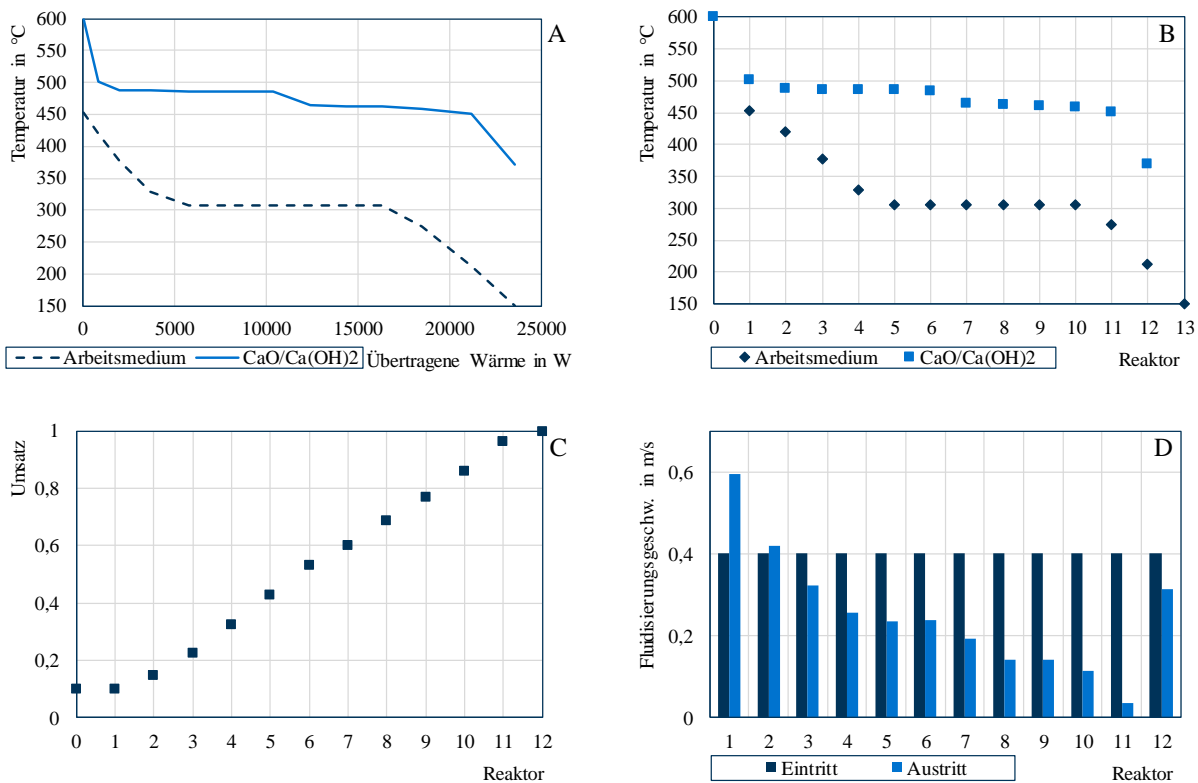 A
Temperatur in °C
600
550
500
450
400
350
300
250
200
150
0 5000 10000 15000 20000 25000
Arbeitsmedium CaO/Ca(OH)2 Übertragene Wärme in W
B
Temperatur in °C
600
550
500
450
400
350
300
250
200
150
0 1 2 3 4 5 6 7 8 9 10 11 12 13
Arbeitsmedium CaO/Ca(OH)2 Reaktor
C
Umsatz
1
0,8
0,6
0,4
0,2
0
0 1 2 3 4 5 6 7 8 9 10 11 12
Reaktor
D
Fluidisierungsgeschw. in m/s
0,6
0,4
0,2
0
1 2 3 4 5 6 7 8 9 10 11 12
Eintritt Austritt Reaktor